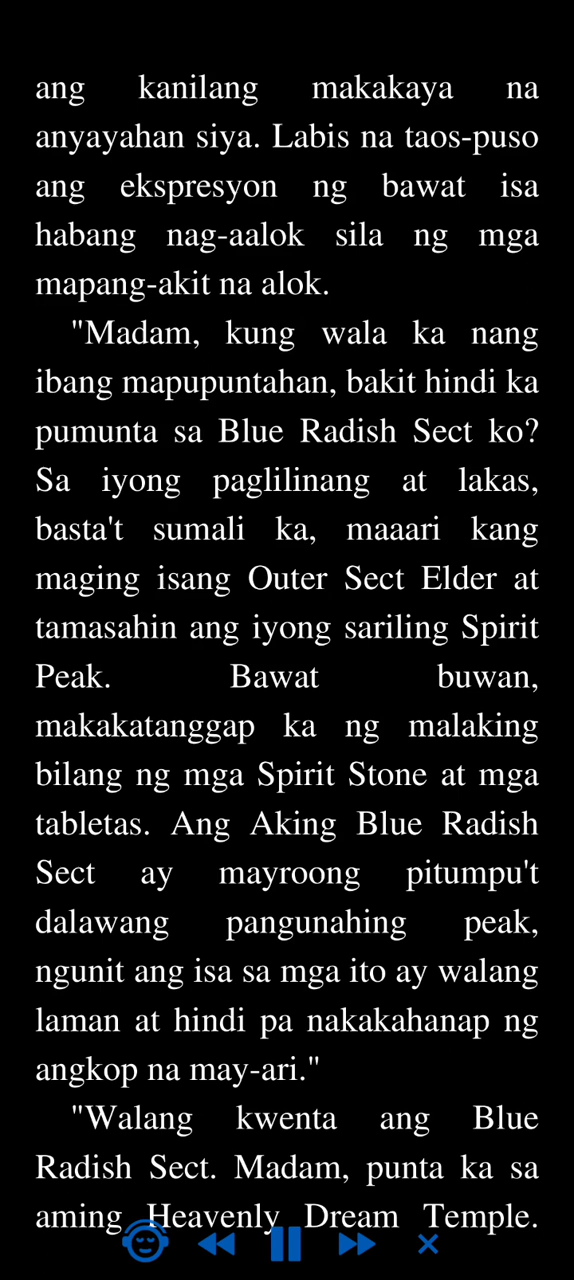 ang kanilang makakaya na
anyayahan siya. Labis na taos-puso
ang ekspresyon ng bawat isa
habang nag-aalok sila ng mga
mapang-akit na alok.
"Madam, kung wala ka nang
ibang mapupuntahan, bakit hindi ka
pumunta sa Blue Radish Sect ko?
Sa iyong paglilinang at lakas,
basta't sumali ka, maaari kang
maging isang Outer Sect Elder at
tamasahin ang iyong sariling Spirit
Peak. Bawat buwan,
makakatanggap ka ng malaking
bilang ng mga Spirit Stone at mga
tabletas. Ang Aking Blue Radish
Sect ay mayroong pitumpu't
dalawang pangunahing peak,
ngunit ang isa sa mga ito ay walang
laman at hindi pa nakakahanap ng
angkop na may-ari."
"Walang kwenta ang Blue
Radish Sect. Madam, punta ka sa
aming Heavenly Dream Temple.